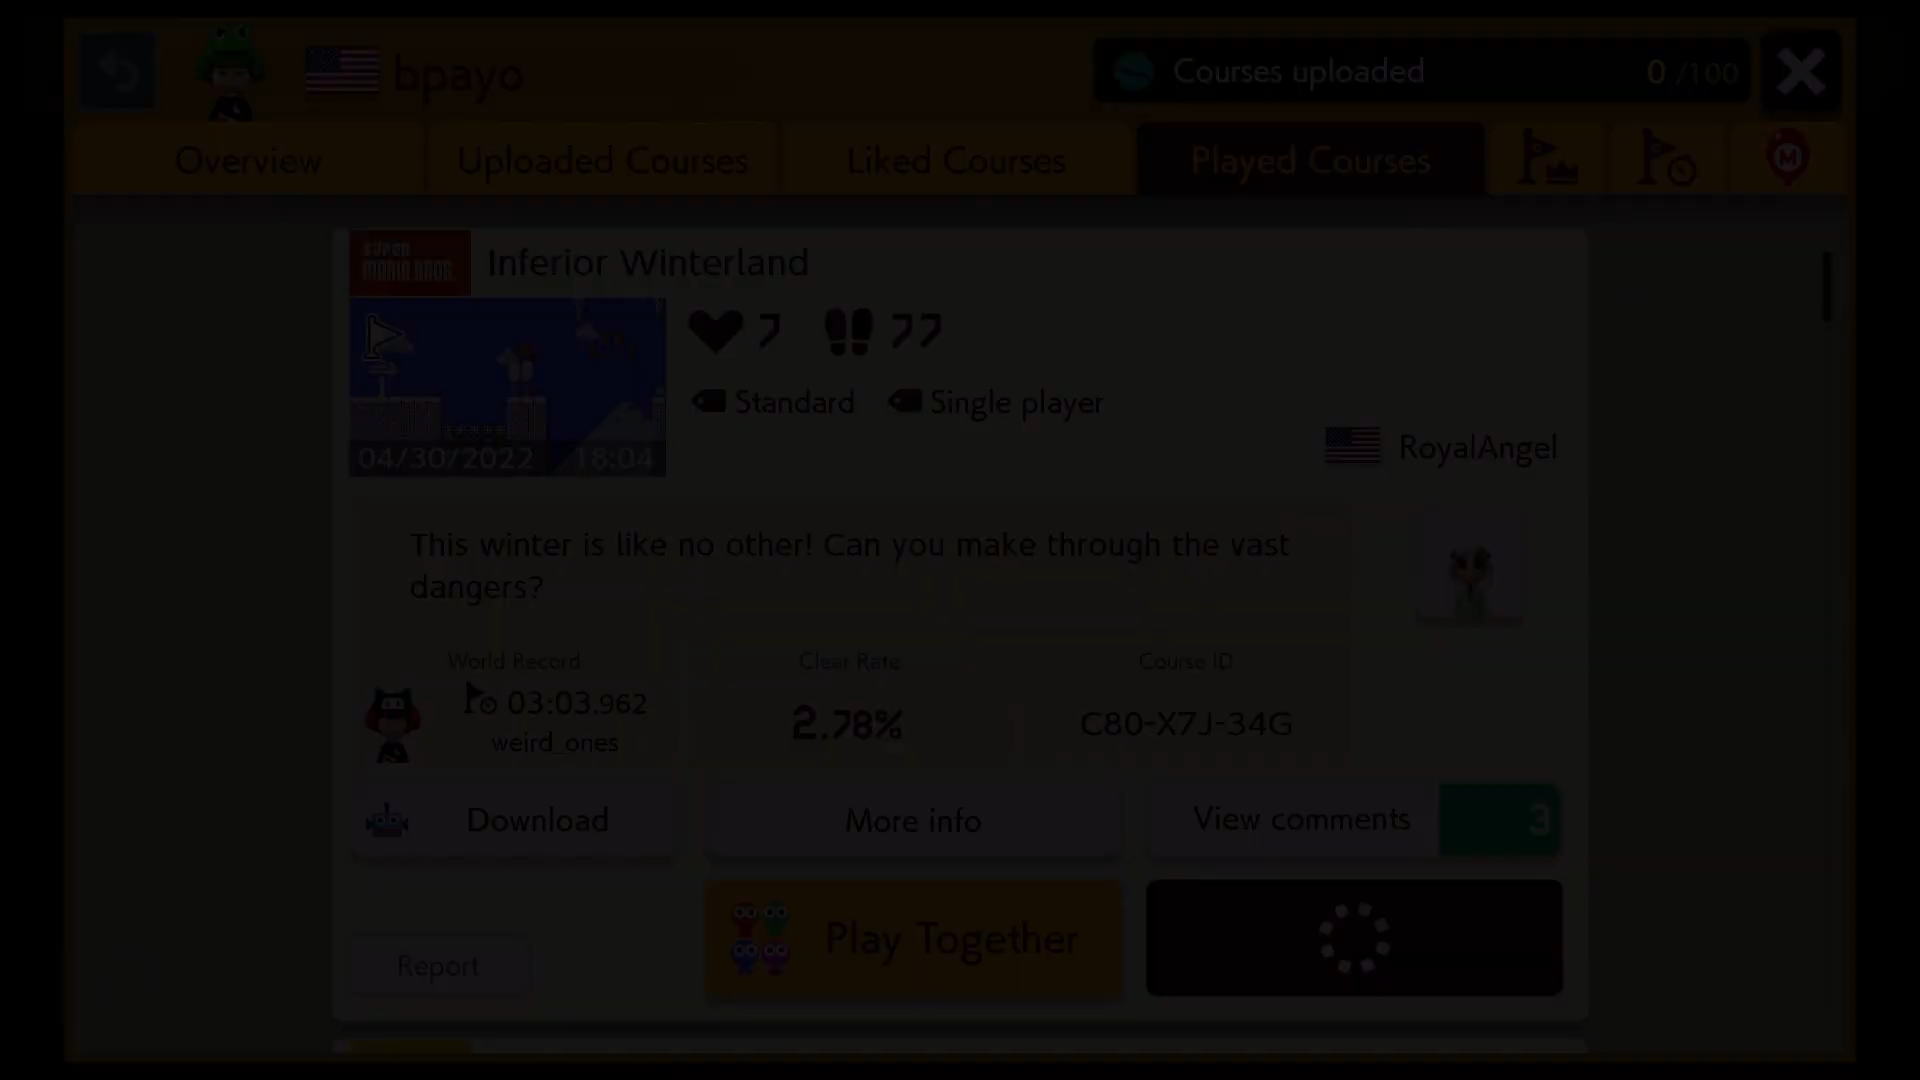 bpayo
Courses uploaded 0 /100
Overview Uploaded Courses Liked Courses Played Courses M
SUPER
MARIO BROS.
Inferior Winterland
7 77
Standard Single player
04/30/2022 18:04
RoyalAngel
This winter is like no other! Can you make through the vast
dangers?
World Record Clear Rate Course ID
03:03.962
weird_ones
2.78%
C80-X7J-34G
Download More info View comments 3
Play Together
Report